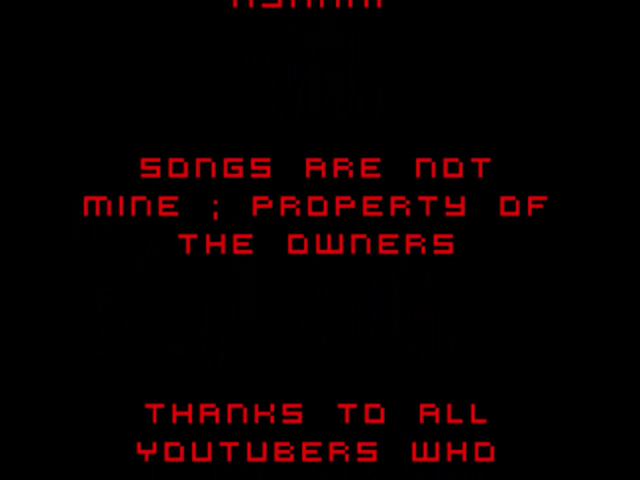 SONGS ARE NOT
MINE ; PROPERTY OF
THE OWNERS
THANKS TO ALL
YOUTUBERS WHO